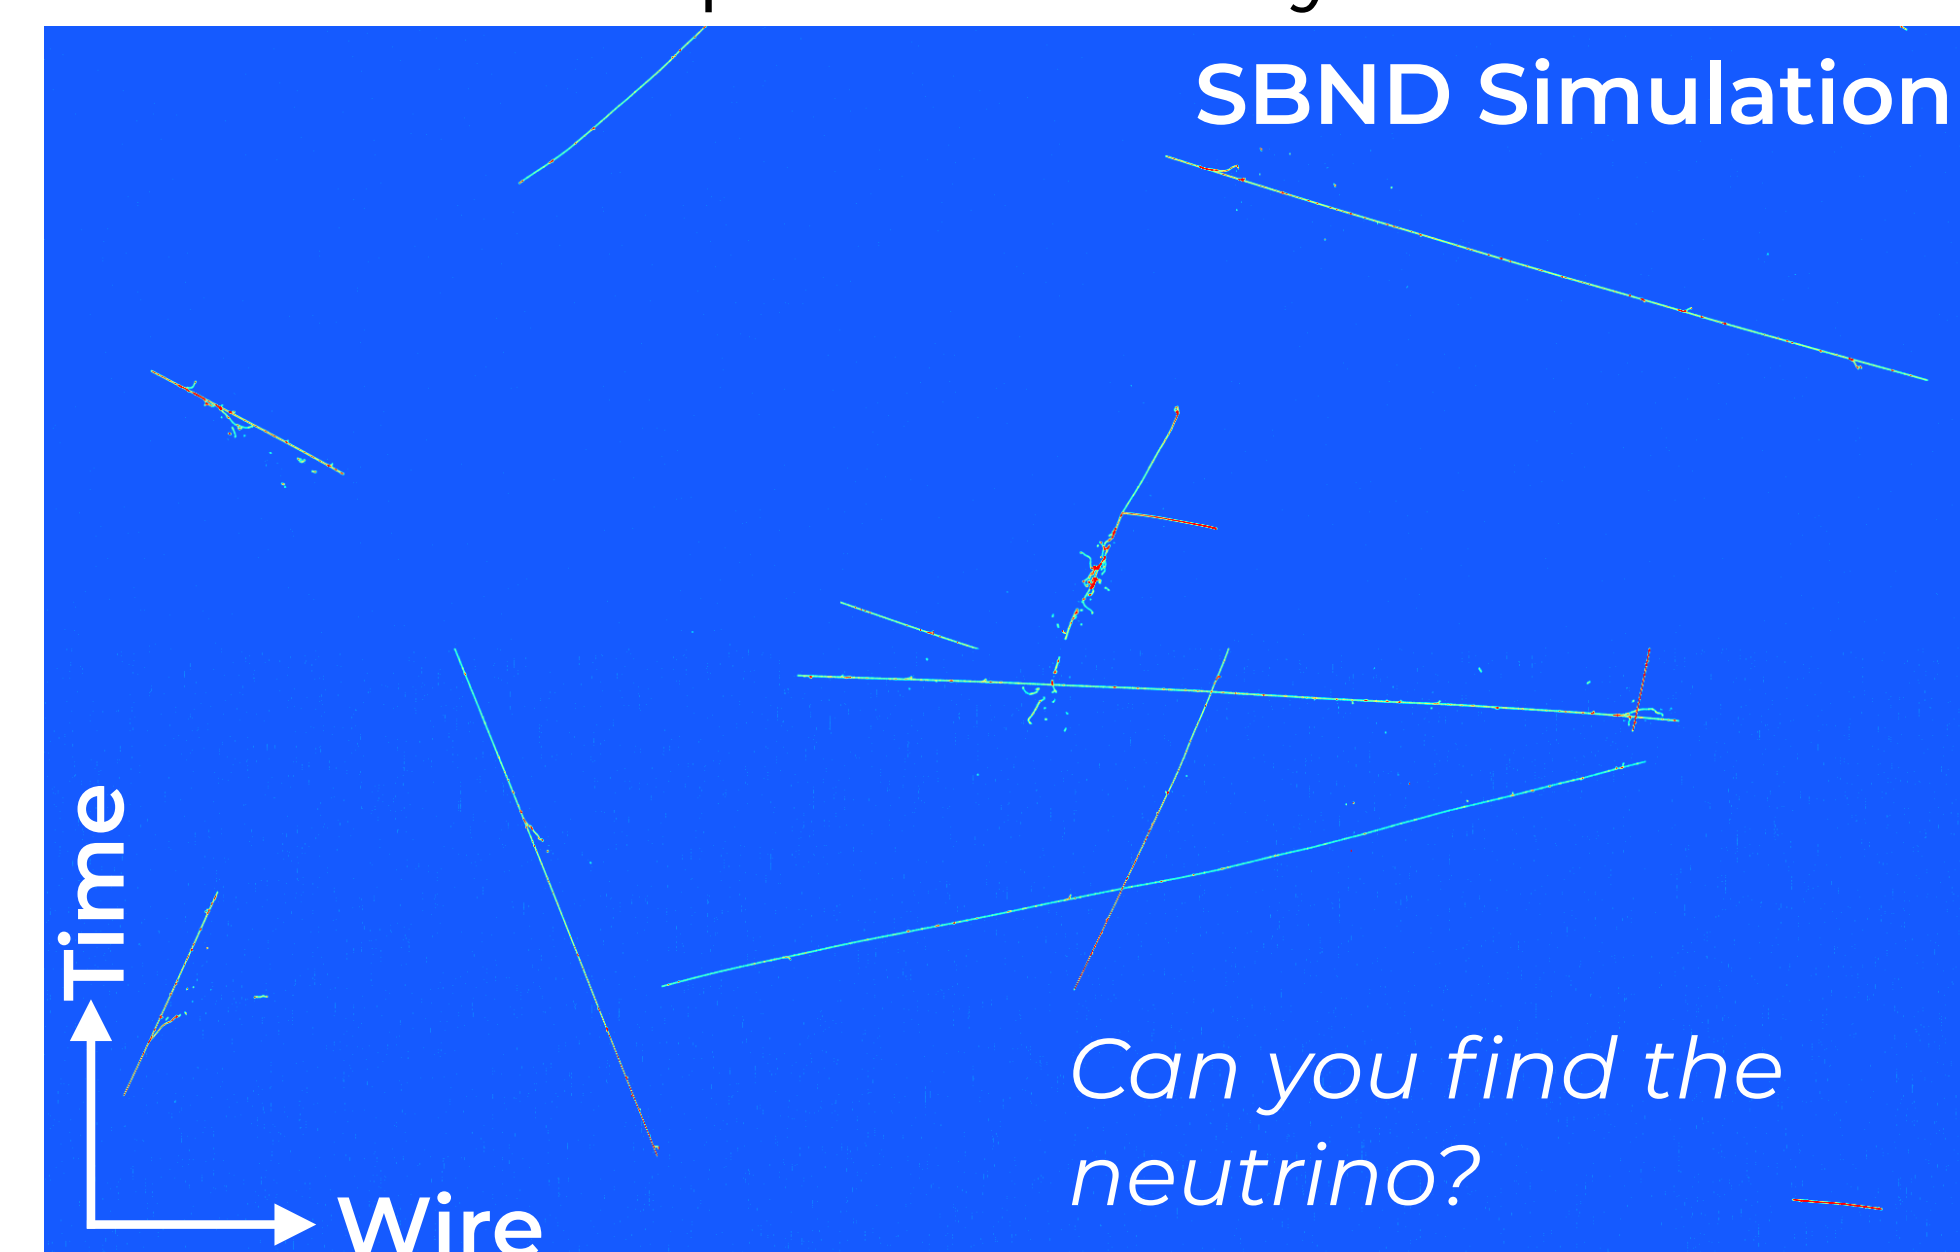 SBND Simulation
Time
Can you find the
neutrino?
Wire